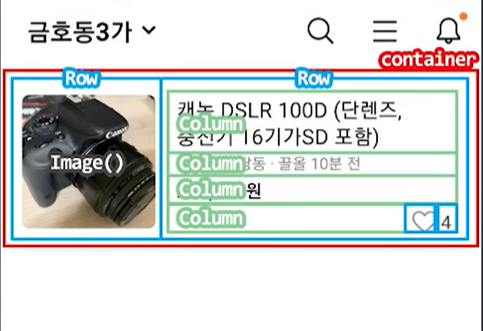 금호동3가
container
Row
Row
캐논 DSLR 100D (단렌즈,
Column
충전기 16기가SD 포함)
Canon
Image()
Column 동 · 끌올 10분 전
Column 원
Column 4